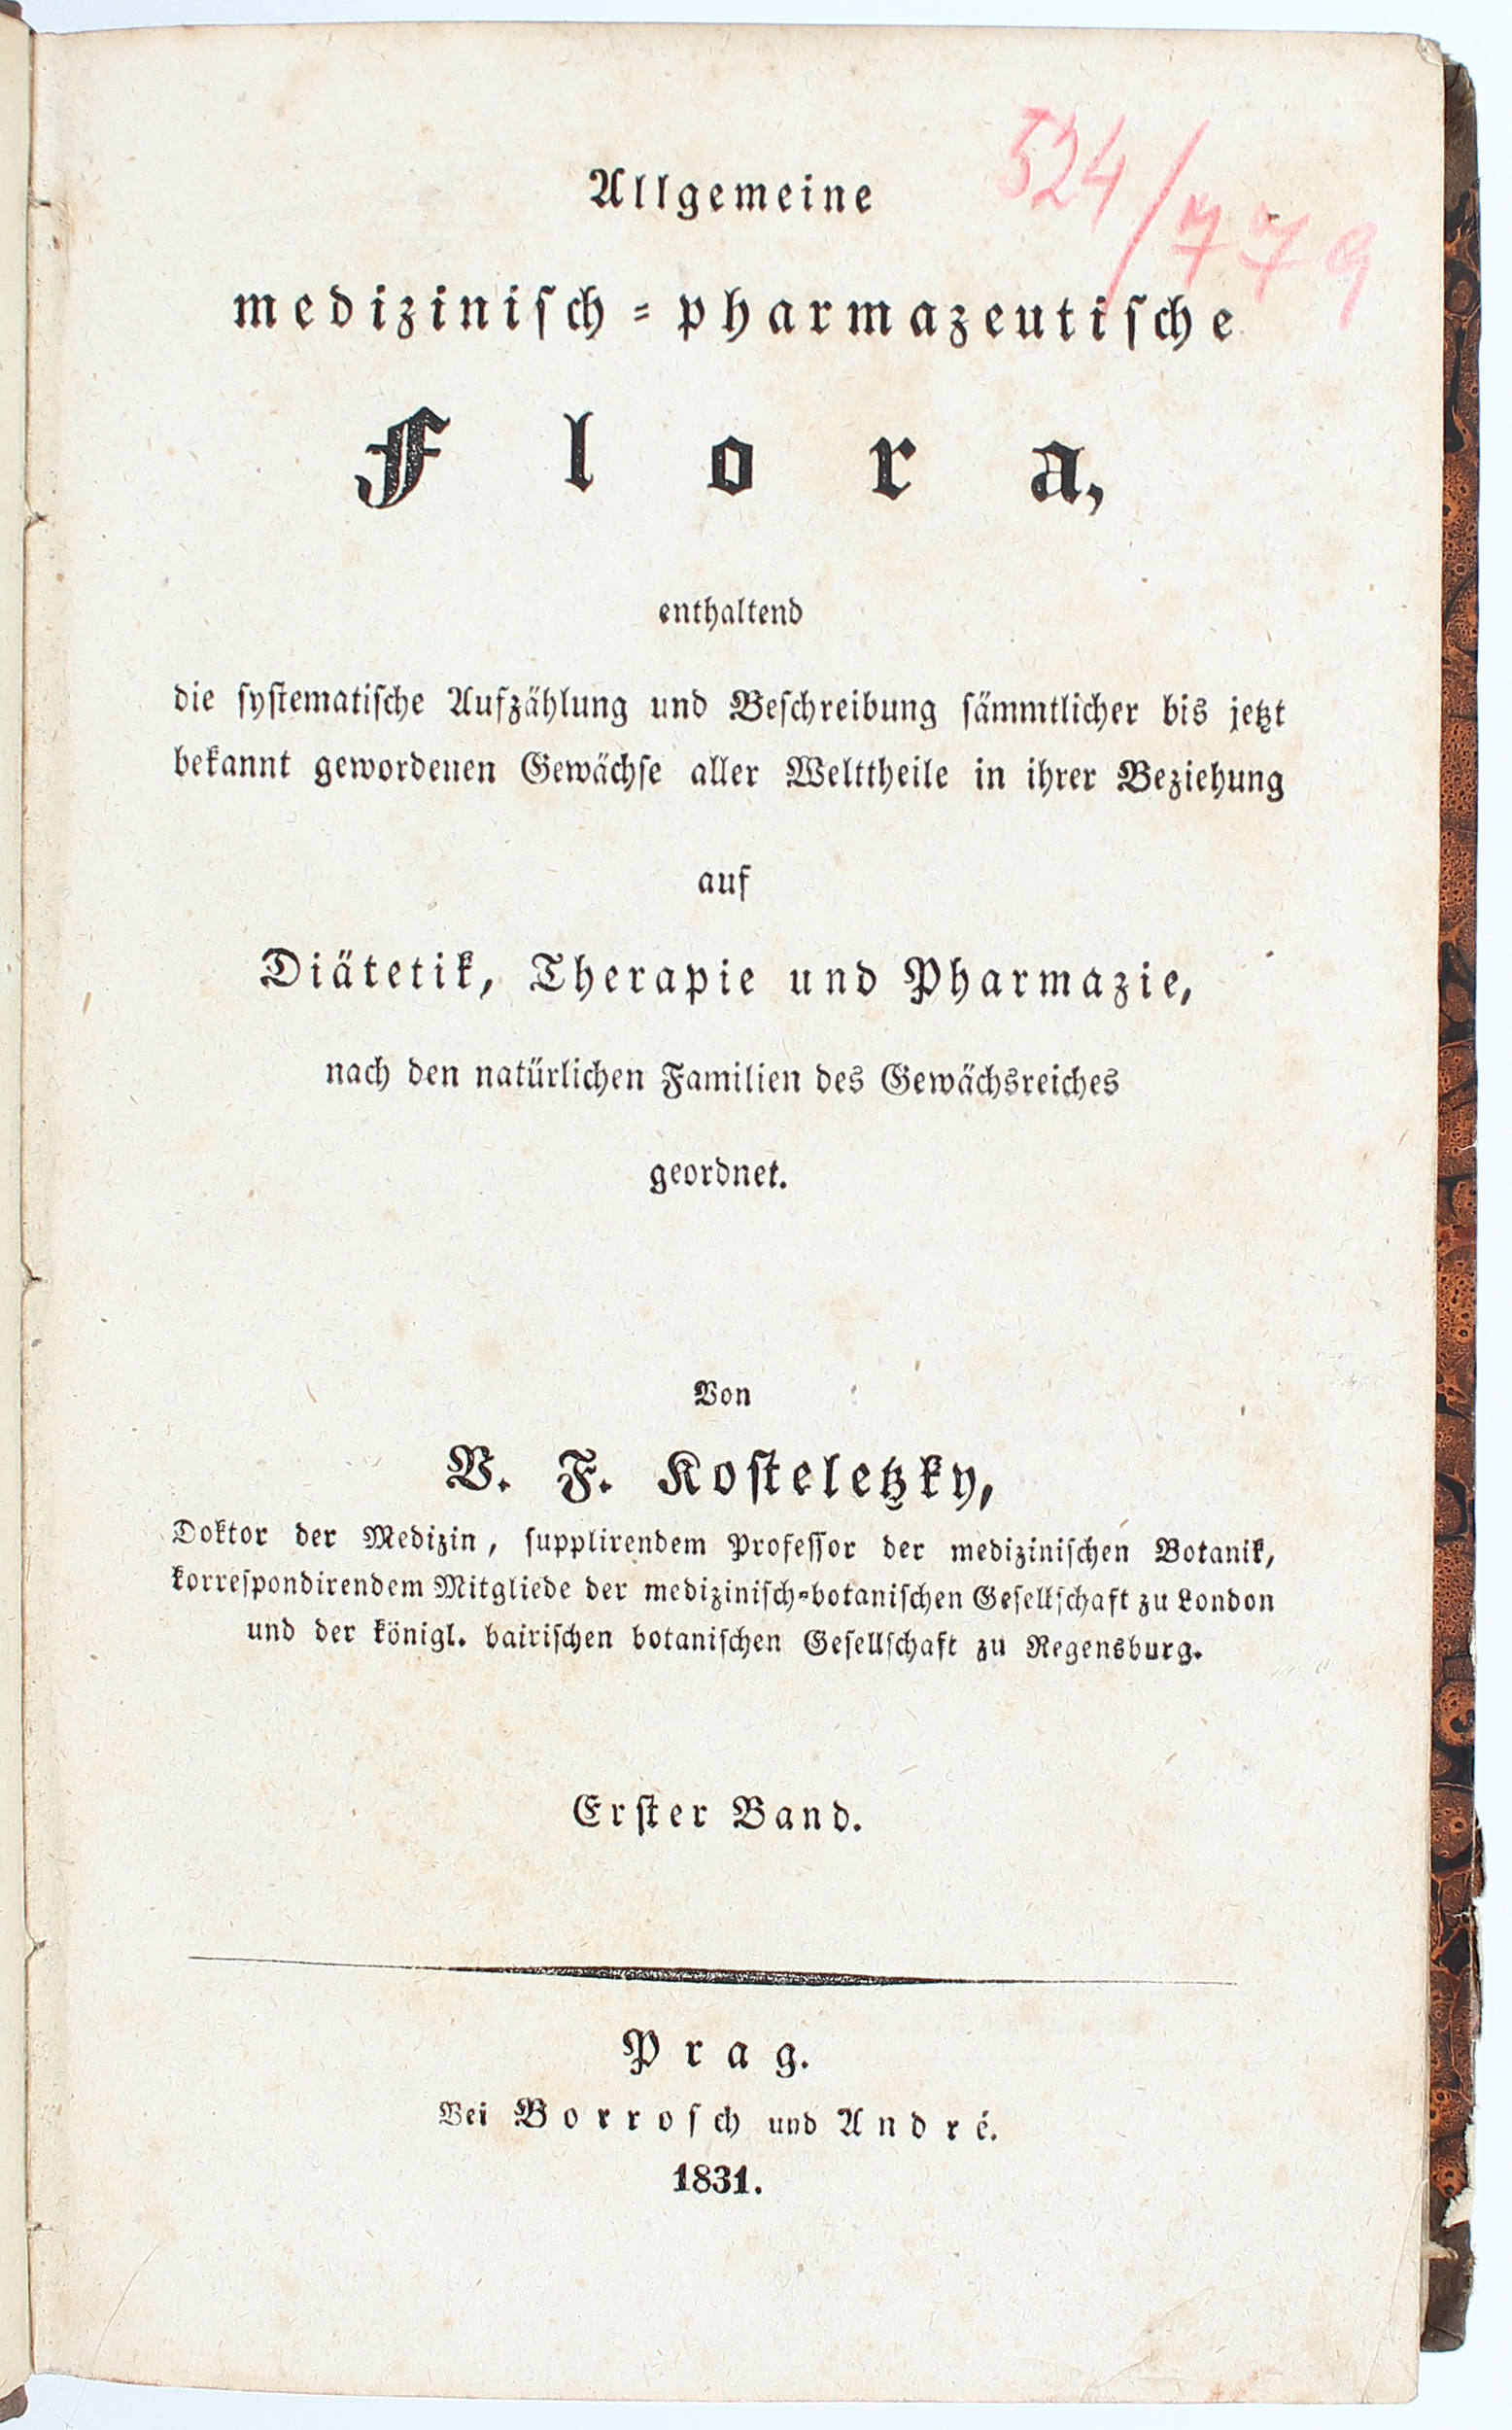 524/779
Allgemeine
medizinisch-pharmazeutische
Flora,
enthaltend
die systematische Aufzählung und Beschreibung sämmtlicher bis jetzt
bekannt gewordenen Gewächse aller Welttheile in ihrer Beziehung
auf
Diätetik, Therapie und Pharmazie,
nach den natürlichen Familien des Gewächsreiches
geordnet.
Von
V. F. Kosteletzky,
Doktor der Medizin, supplirendem Professor der medizinischen Botanik,
korrespondirendem Mitgliede der medizinisch-botanischen Gesellschaft zu London
und der königl. bairischen botanischen Gesellschaft zu Regensburg.
Erster Band.
Prag.
Bei Borrosch und André.
1831.